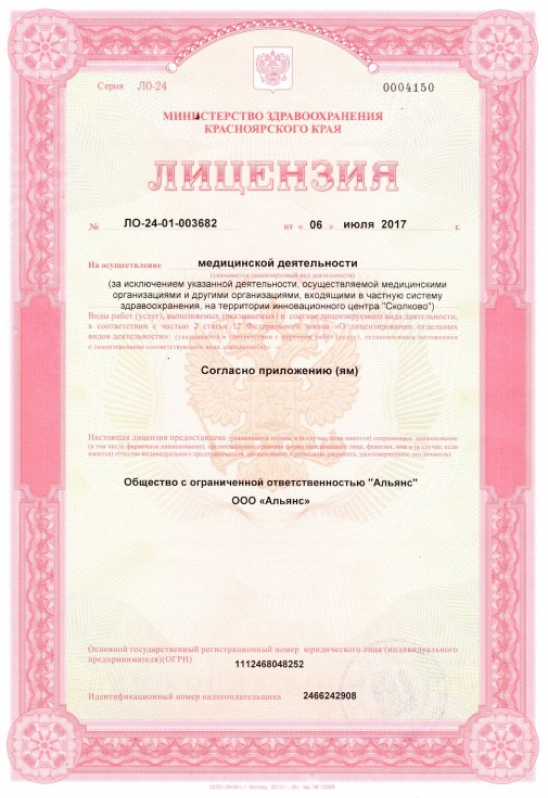 Серия ЛО-24
0004150
МИНИСТЕРСТВО ЗДРАВООХРАНЕНИЯ
КРАСНОЯРСКОГО КРАЯ
ЛИЦЕНЗИЯ
№ ЛО-24-01-003682 от « 06 » июля 2017 г.
На осуществление медицинской деятельности
(указывается лицензируемый вид деятельности)
(за исключением указанной деятельности, осуществляемой медицинскими
организациями и другими организациями, входящими в частную систему
здравоохранения, на территории инновационного центра "Сколково")
Виды работ (услуг), выполняемых (оказываемых) в составе лицензируемого вида деятельности,
в соответствии с частью 2 статьи 12 Федерального закона «О лицензировании отдельных
видов деятельности»: (указываются в соответствии с перечнем работ (услуг), установленным положением
о лицензировании соответствующего вида деятельности)
Согласно приложению (ям)
Настоящая лицензия предоставлена (указываются полное и (в случае, если имеется) сокращенное наименование
(в том числе фирменное наименование), организационно-правовая форма юридического лица, фамилия, имя и (в случае, если
имеется) отчество индивидуального предпринимателя, наименование и реквизиты документа, удостоверяющего его личность)
Общество с ограниченной ответственностью "Альянс"
ООО «Альянс»
Основной государственный регистрационный номер юридического лица (индивидуального
предпринимателя)(ОГРН) 1112468048252
Идентификационный номер налогоплательщика 2466242908